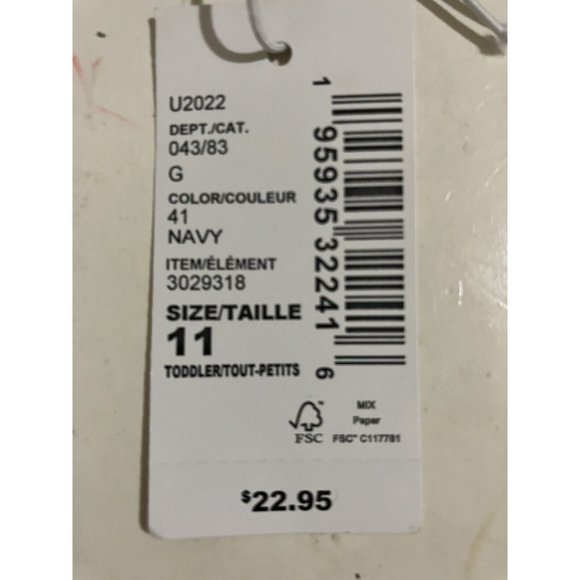 U2022
DEPT./CAT.
043/83
G
COLOR/COULEUR
41
NAVY
ITEM/ÉLÉMENT
3029318
SIZE/TAILLE
11
TODDLER/TOUT-PETITS
1 95935 32241 6
FSC
MIX
Paper
FSC® C117781
$22.95